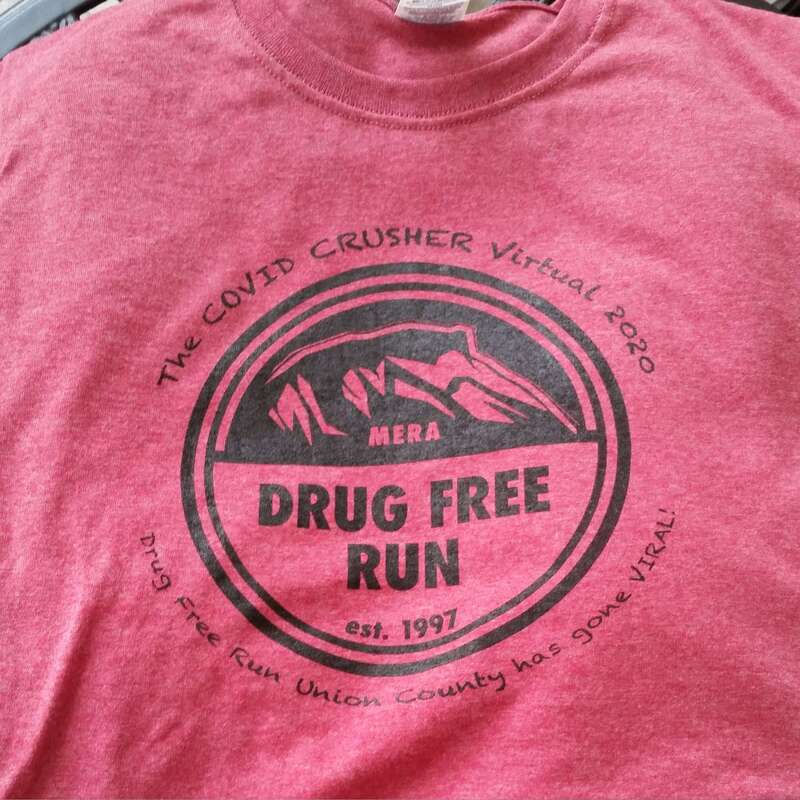 The COVID CRUSHER Virtual 2020
MERA
DRUG FREE
RUN
est. 1997
Drug Free Run Union County has gone VIRAL!